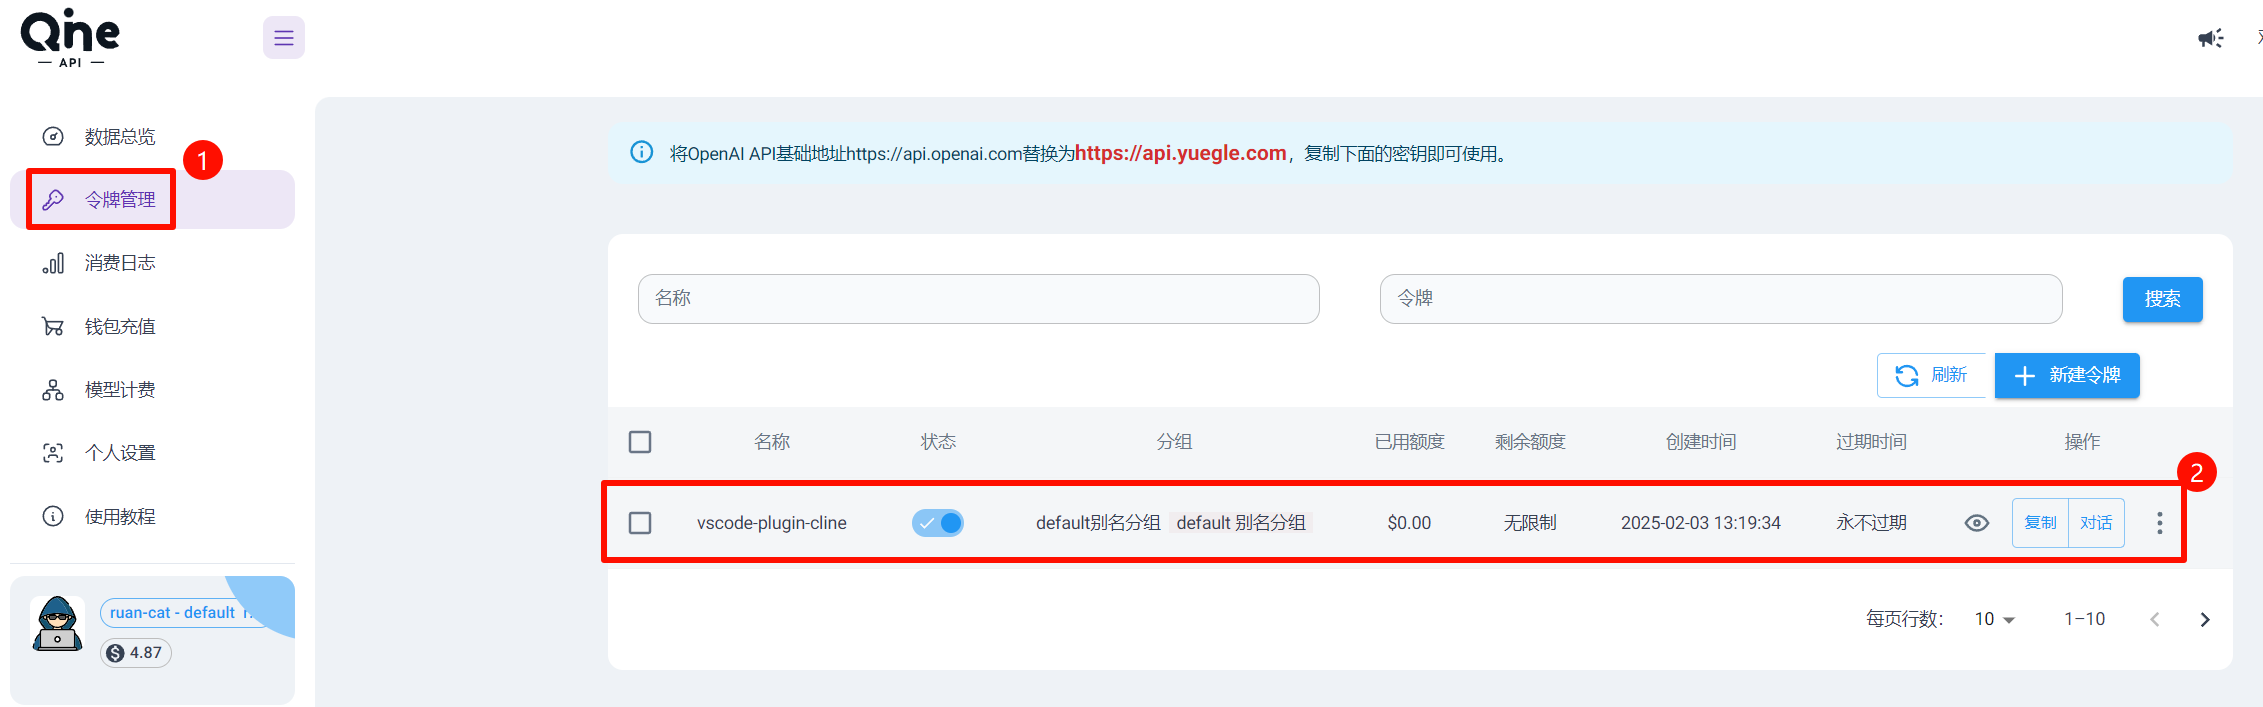 One
API
数据总览
1
令牌管理
消费日志
钱包充值
模型计费
个人设置
使用教程
ruan-cat - default
4.87
将OpenAI API基础地址https://api.openai.com替换为https://api.yuegle.com，复制下面的密钥即可使用。
名称
令牌
搜索
刷新
新建令牌
名称 状态 分组 已用额度 剩余额度 创建时间 过期时间 操作
2
vscode-plugin-cline default别名分组 default 别名分组 $0.00 无限制 2025-02-03 13:19:34 永不过期 复制 对话
每页行数： 10 1–10